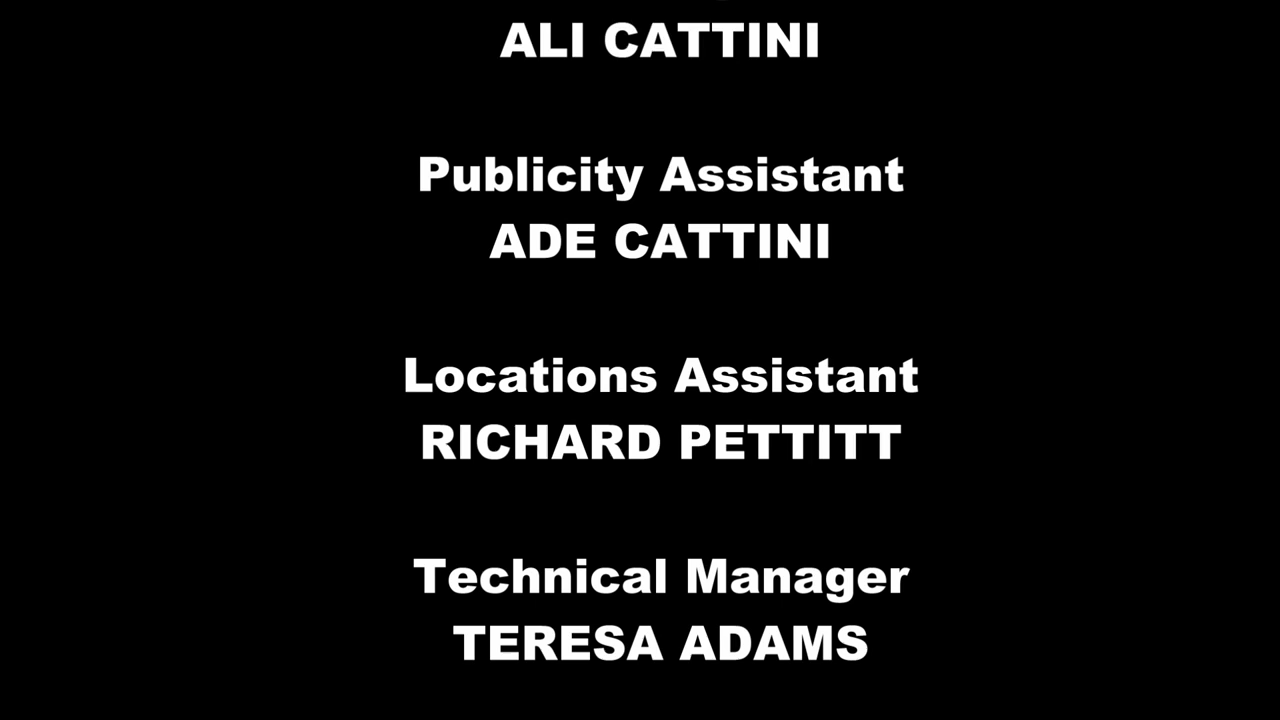 ALI CATTINI
Publicity Assistant
ADE CATTINI
Locations Assistant
RICHARD PETTITT
Technical Manager
TERESA ADAMS